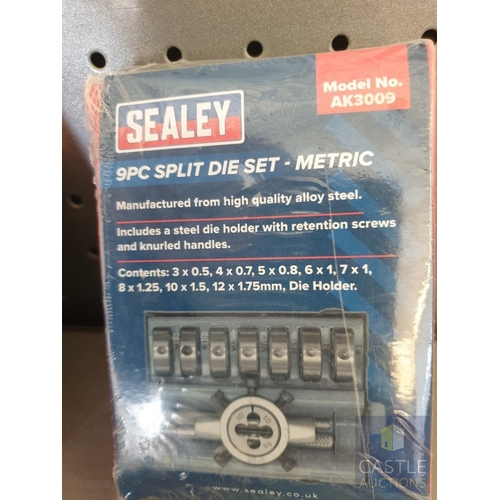 Model No.
AK3009
SEALEY
9PC SPLIT DIE SET - METRIC
Manufactured from high quality alloy steel.
Includes a steel die holder with retention screws
and knurled handles.
Contents: 3 x 0.5, 4 x 0.7, 5 x 0.8, 6 x 1, 7 x 1,
8 x 1.25, 10 x 1.5, 12 x 1.75mm, Die Holder.
www.sealey.co.uk
CASTLE
AUCTIONS